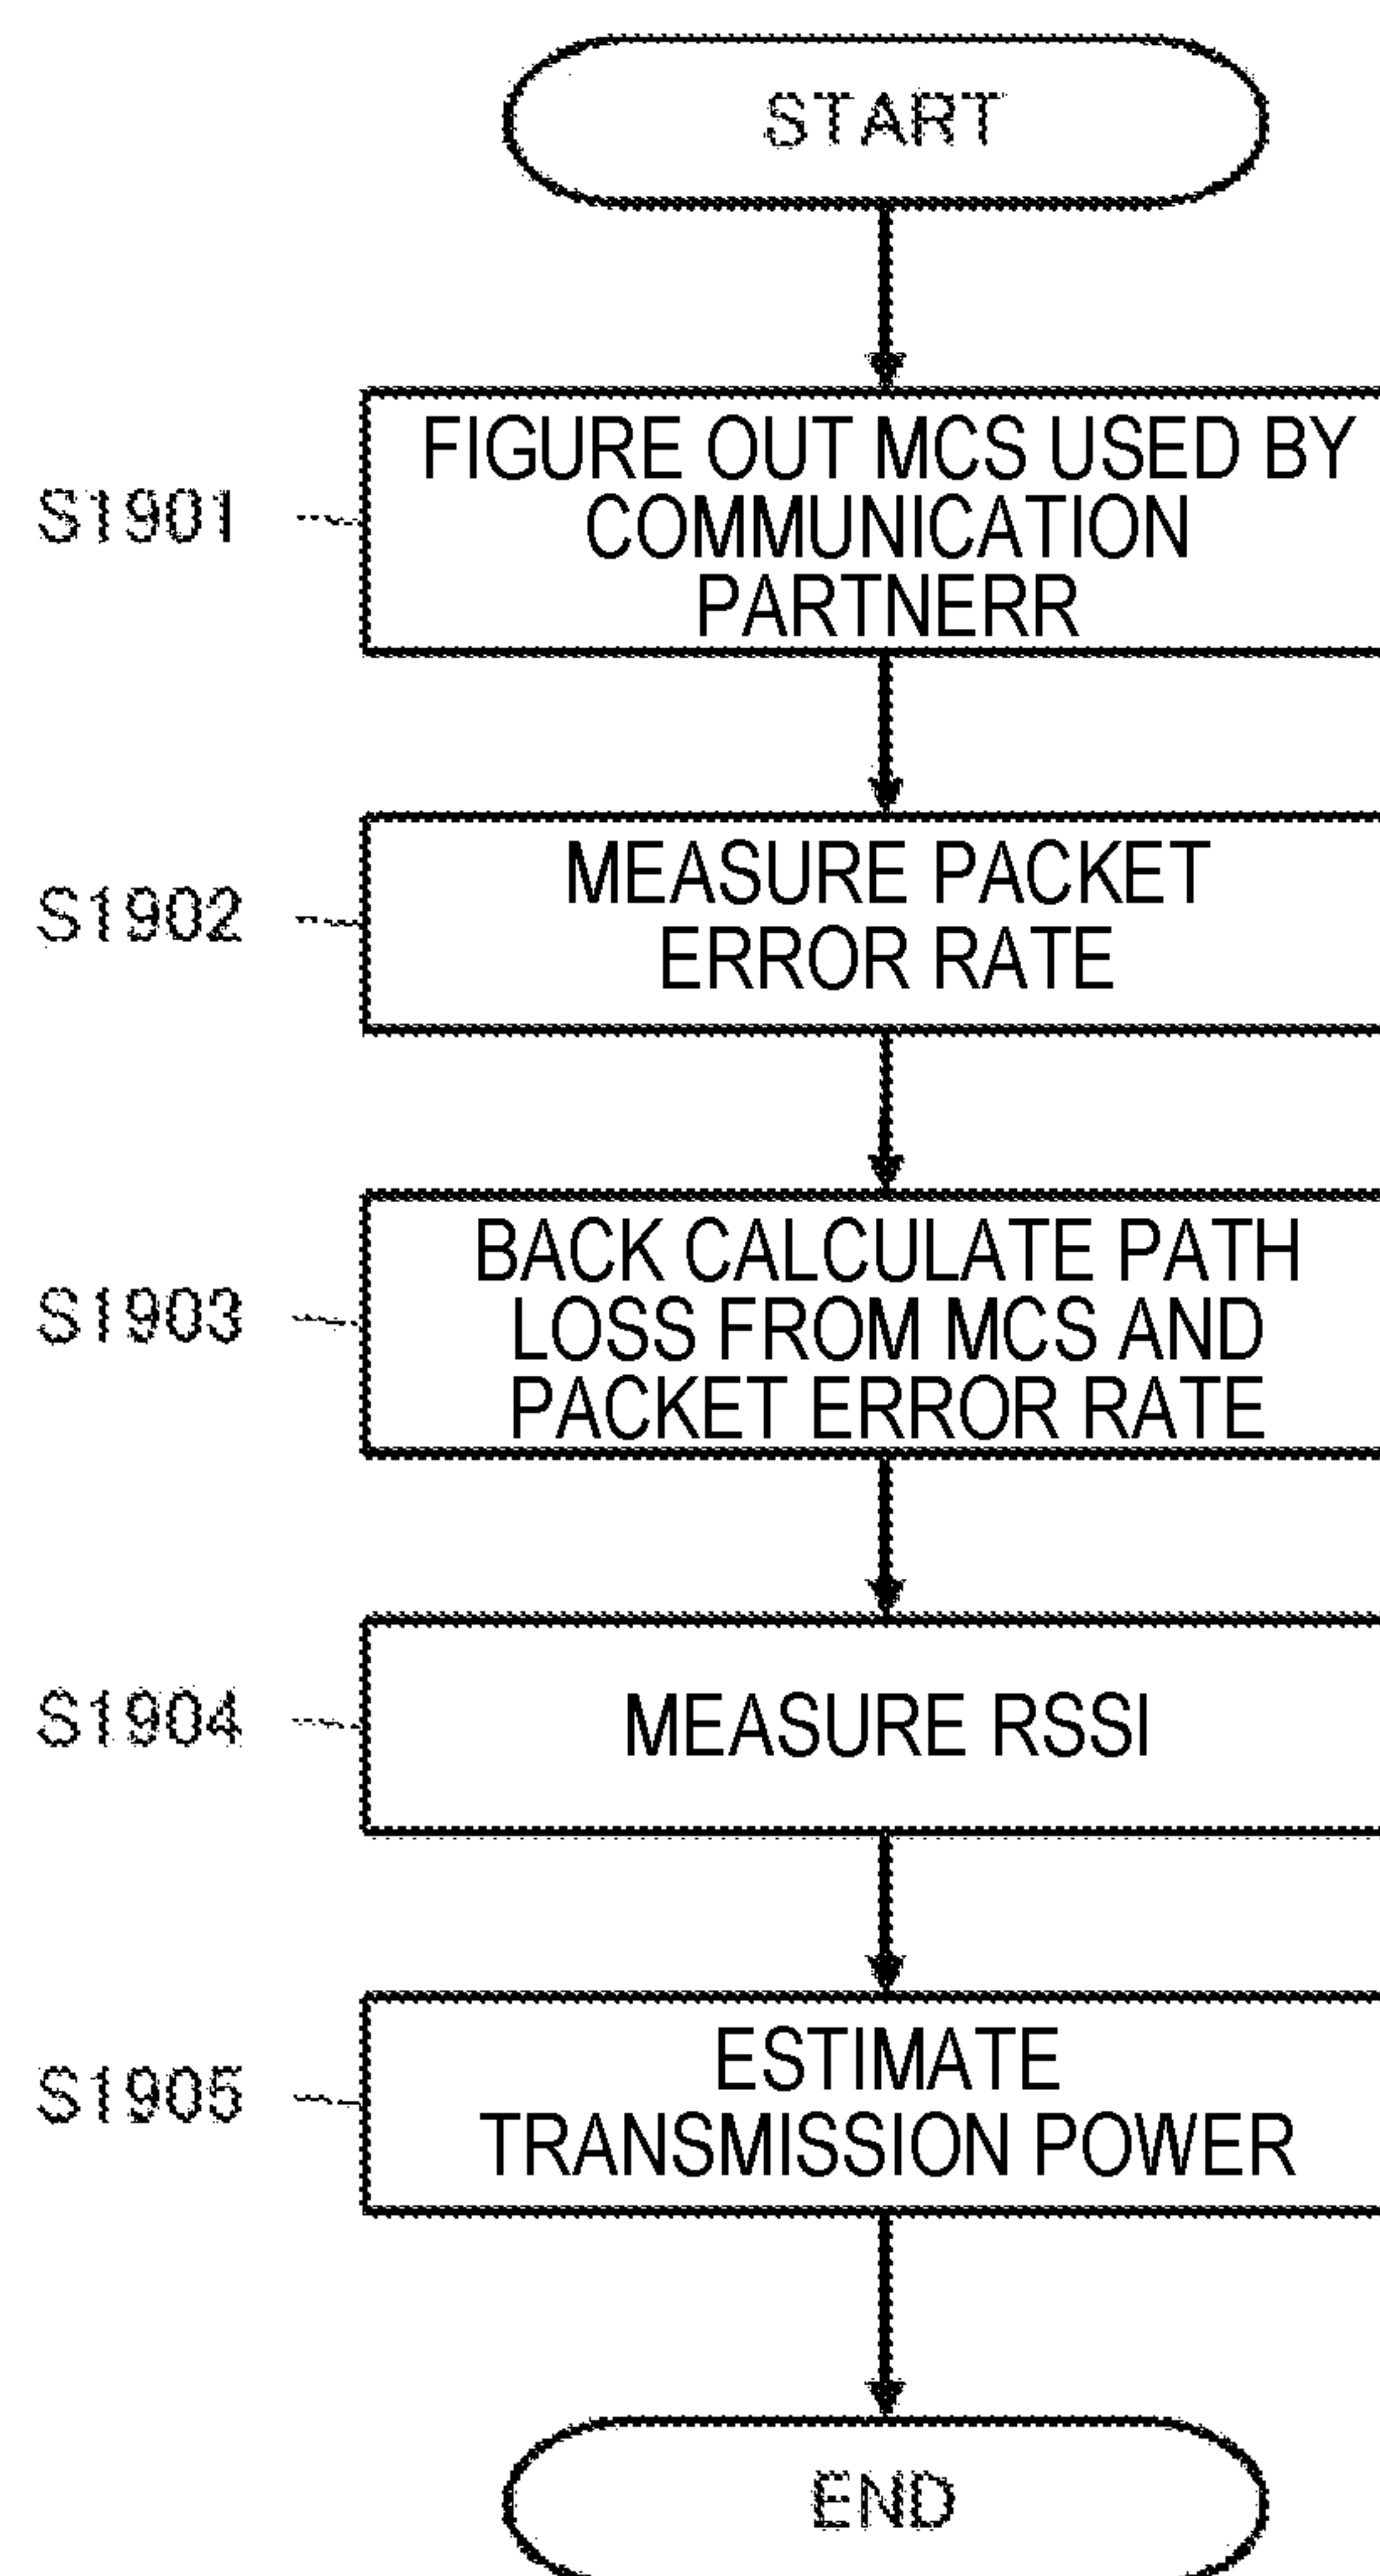 START
S1901
FIGURE OUT MCS USED BY
COMMUNICATION
PARTNERR
S1902
MEASURE PACKET
ERROR RATE
S1903
BACK CALCULATE PATH
LOSS FROM MCS AND
PACKET ERROR RATE
S1904
MEASURE RSSI
S1905
ESTIMATE
TRANSMISSION POWER
END